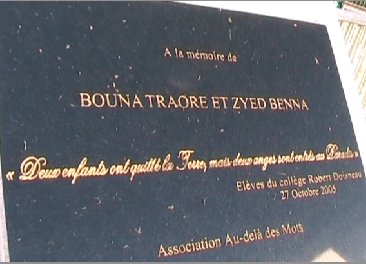 A la mémoire de
BOUNA TRAORE ET ZYED BENNA
« Deux enfants ont quitté la Terre, mais deux anges sont entrés au Paradis »
Elèves du collège Robert Doisneau
27 Octobre 2006
Association Au-delà des Mots